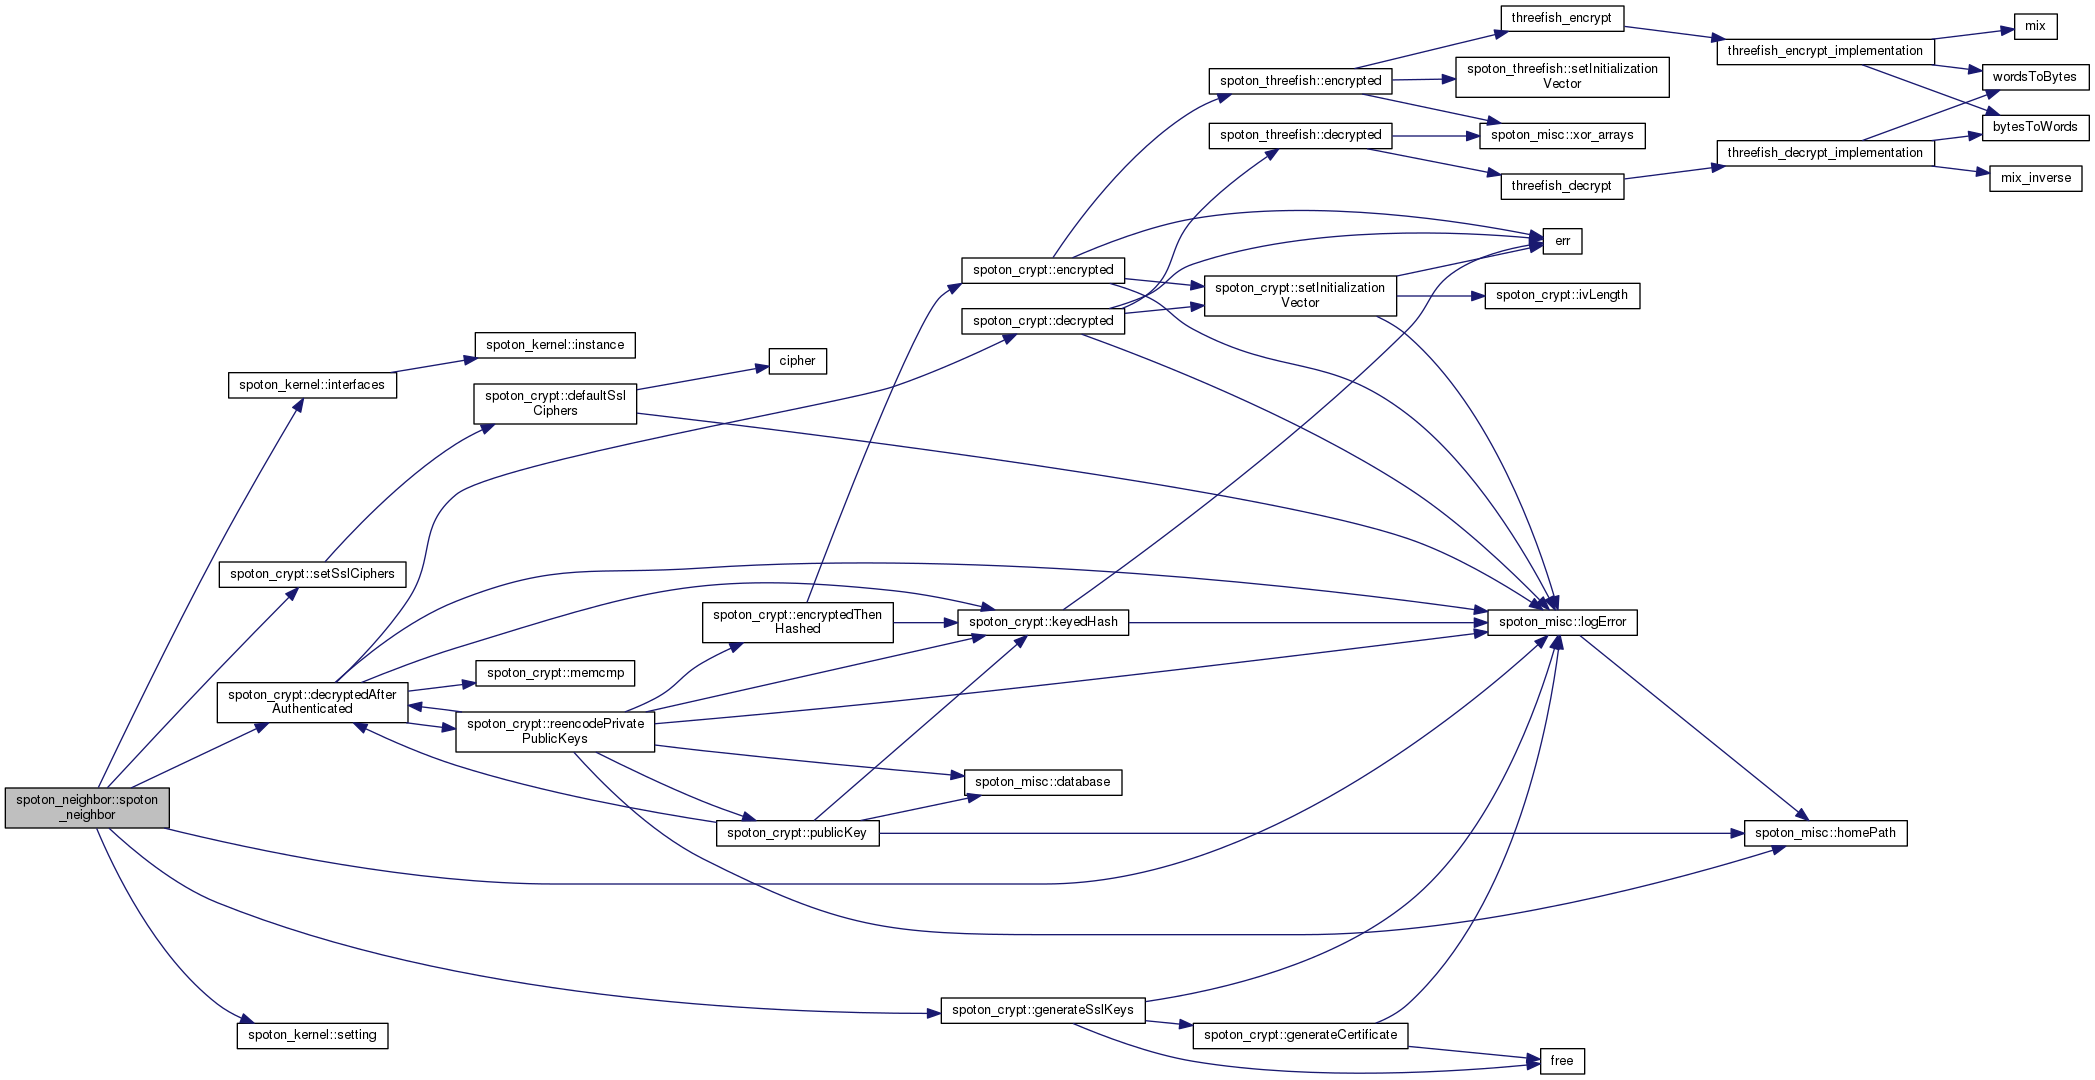 threefish_encrypt
mix
threefish_encrypt_implementation
spoton_threefish::encrypted
spoton_threefish::setInitialization
Vector
wordsToBytes
spoton_threefish::decrypted
spoton_misc::xor_arrays
bytesToWords
threefish_decrypt_implementation
threefish_decrypt
mix_inverse
err
spoton_crypt::encrypted
spoton_crypt::setInitialization
Vector
spoton_crypt::ivLength
spoton_crypt::decrypted
spoton_kernel::instance
cipher
spoton_kernel::interfaces
spoton_crypt::defaultSsl
Ciphers
spoton_crypt::setSslCiphers
spoton_crypt::encryptedThen
Hashed
spoton_crypt::keyedHash
spoton_misc::logError
spoton_crypt::memcmp
spoton_crypt::decryptedAfter
Authenticated
spoton_crypt::reencodePrivate
PublicKeys
spoton_misc::database
spoton_neighbor::spoton
_neighbor
spoton_crypt::publicKey
spoton_misc::homePath
spoton_crypt::generateSslKeys
spoton_kernel::setting
spoton_crypt::generateCertificate
free